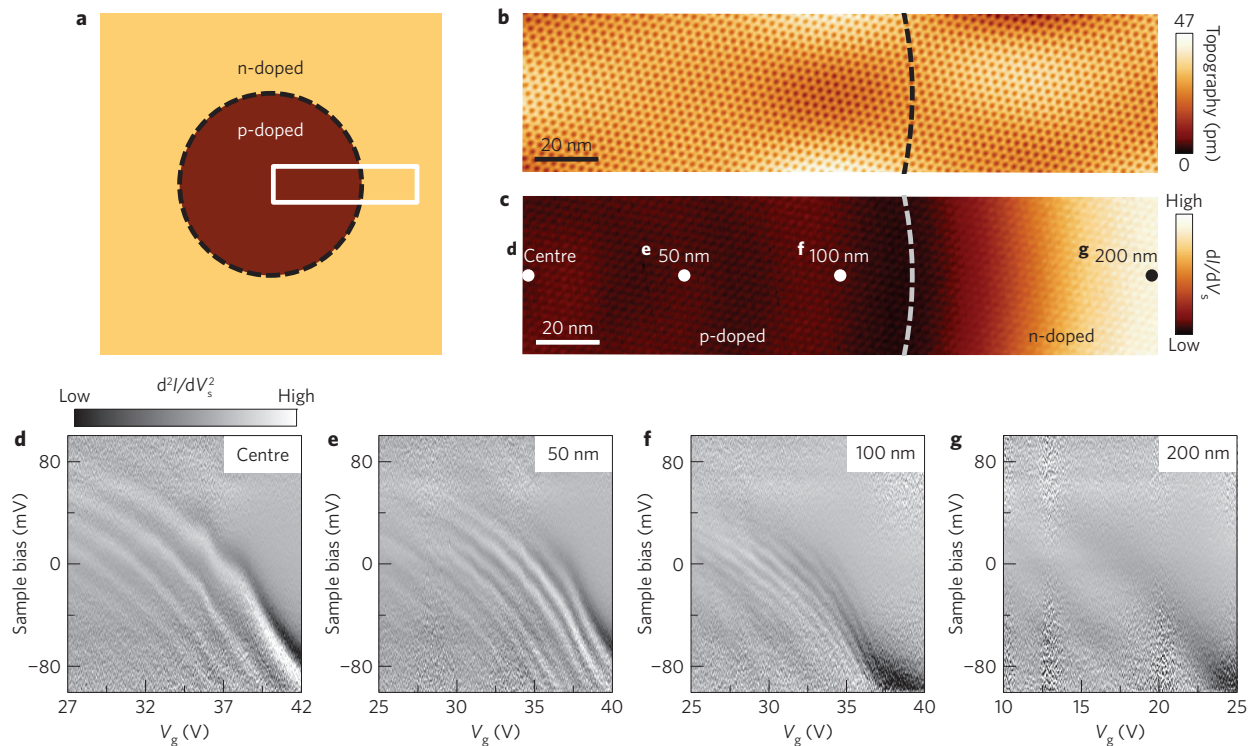 a
n-doped
p-doped
b
20 nm
47
0
Topography (pm)
c
d
Centre
e
50 nm
f
100 nm
g
200 nm
20 nm
p-doped
n-doped
High
Low
dI/dVs
d²I/dVs²
Low
High
d
Centre
80
0
−80
Sample bias (mV)
27
32
37
42
Vg (V)
e
50 nm
80
0
−80
Sample bias (mV)
25
30
35
40
Vg (V)
f
100 nm
80
0
−80
Sample bias (mV)
25
30
35
40
Vg (V)
g
200 nm
80
0
−80
Sample bias (mV)
10
15
20
25
Vg (V)